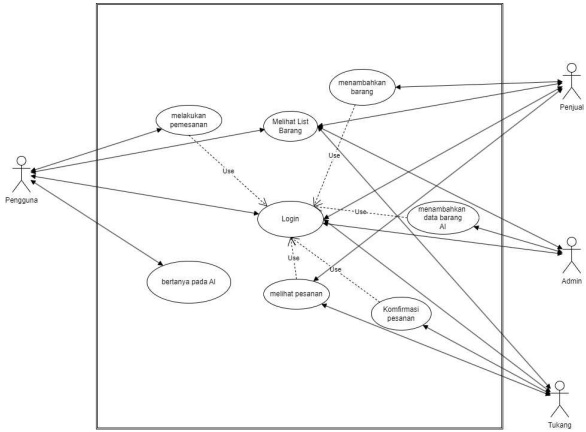 menambahkan
barang
Penjual
melakukan
pemesanan
Melihat List
Barang
Use
Use
Pengguna
Login
Use
menambahkan
data barang
AI
Use
Use
Admin
bertanya pada AI
melihat pesanan
Komfirmasi
pesanan
Tukang